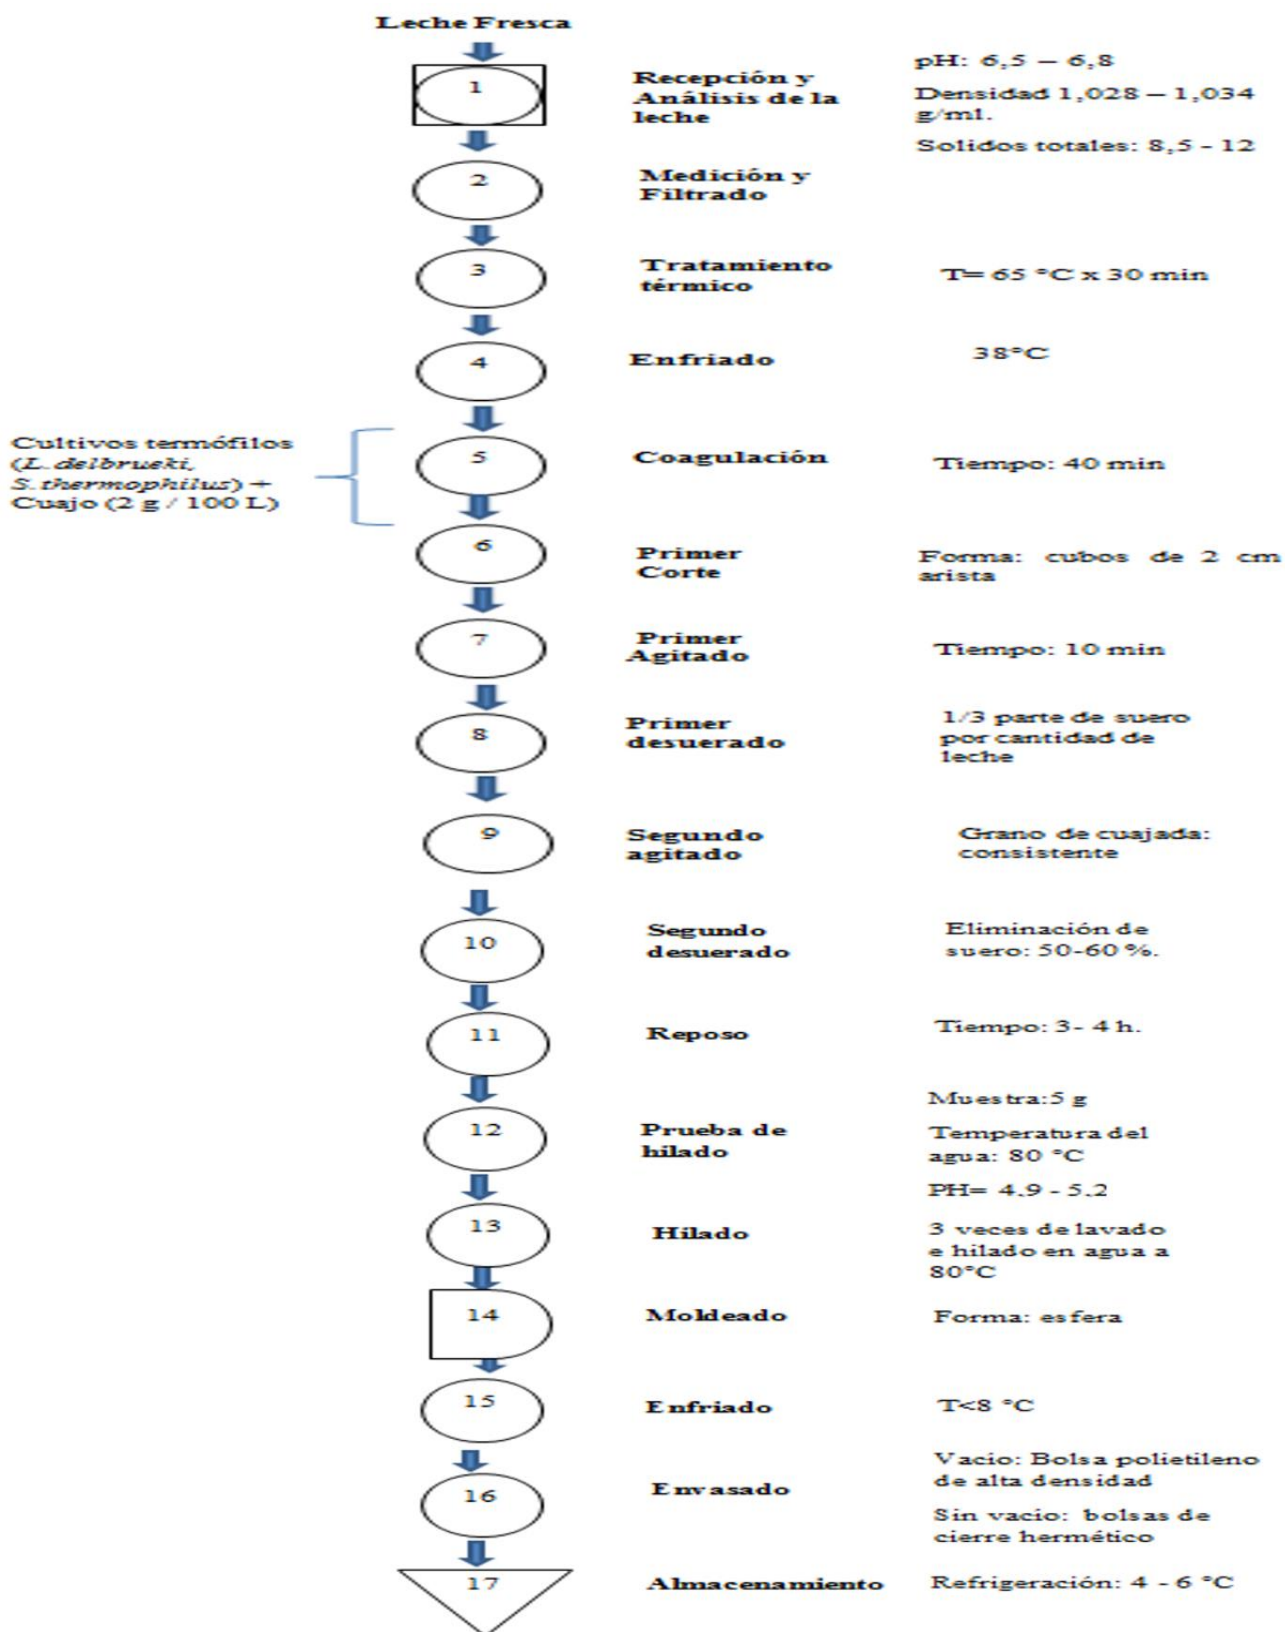 Leche Fresca
1
Recepción y
Análisis de la
leche
pH: 6,5 – 6,8
Densidad 1,028 – 1,034
g/ml.
Solidos totales: 8,5 - 12
2
Medición y
Filtrado
3
Tratamiento
térmico
T= 65 °C x 30 min
4
Enfriado
38°C
Cultivos termófilos
(L. delbrueki,
S. thermophilus) +
Cuajo (2 g / 100 L)
5
Coagulación
Tiempo: 40 min
6
Primer
Corte
Forma: cubos de 2 cm
arista
7
Primer
Agitado
Tiempo: 10 min
8
Primer
desuerado
1/3 parte de suero
por cantidad de
leche
9
Segundo
agitado
Grano de cuajada:
consistente
10
Segundo
desuerado
Eliminación de
suero: 50-60 %.
11
Reposo
Tiempo: 3- 4 h.
12
Prueba de
hilado
Muestra:5 g
Temperatura del
agua: 80 °C
PH= 4.9 - 5.2
13
Hilado
3 veces de lavado
e hilado en agua a
80°C
14
Moldeado
Forma: esfera
15
Enfriado
T<8 °C
16
Envasado
Vacio: Bolsa polietileno
de alta densidad
Sin vacio: bolsas de
cierre hermético
17
Almacenamiento
Refrigeración: 4 - 6 °C